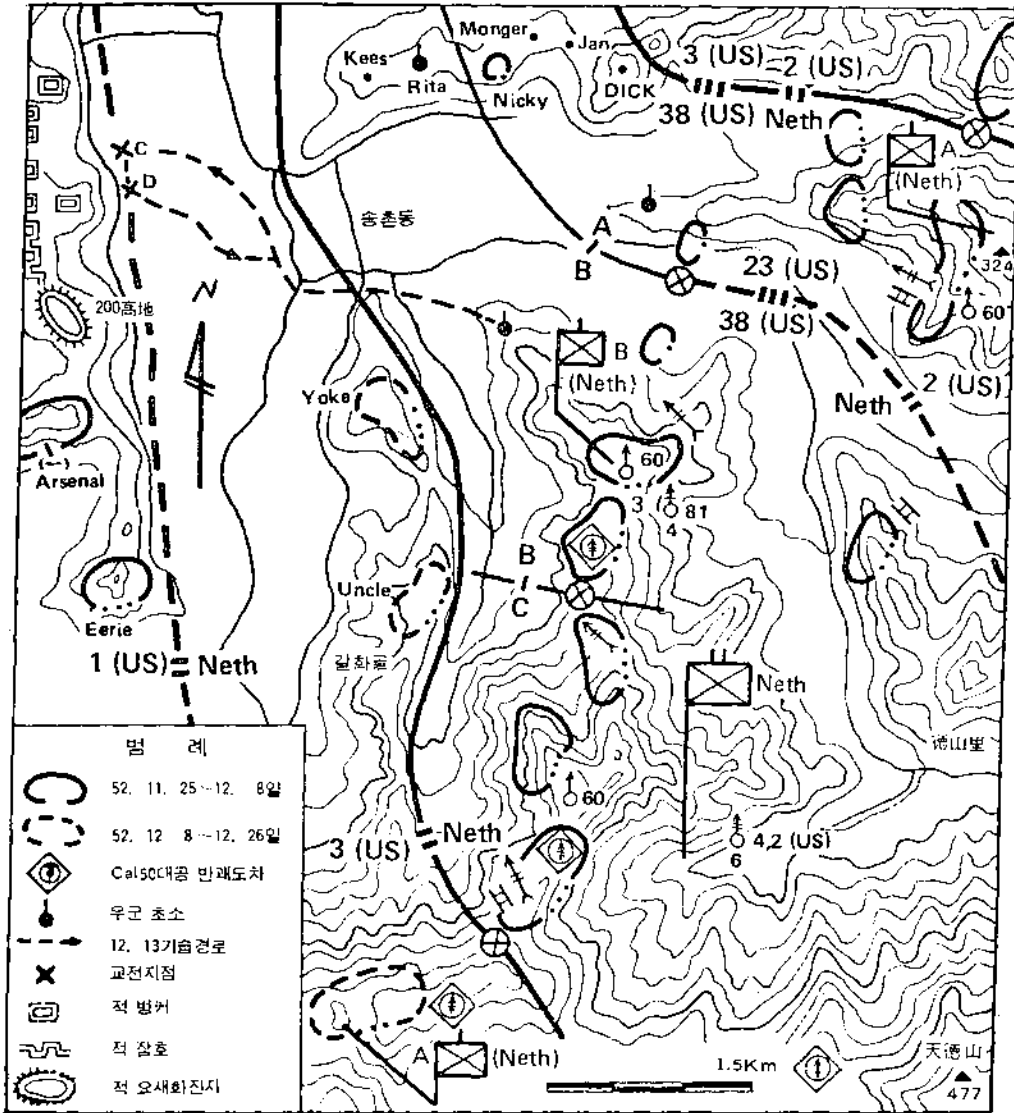 Monger
Jan
Kees
Rita
Nicky
DICK
3 (US)
2 (US)
38 (US)
Neth
A
(Neth)
C
D
송촌동
A
B
324
60
23 (US)
38 (US)
200高地
N
B
(Neth)
2 (US)
Neth
Yoke
60
(-)
Arsenal
3
81
4
B
C
Uncle
Eerie
1 (US)
Neth
갈화동
Neth
徳山里
60
3 (US)
Neth
4,2 (US)
6
범 례
52. 11. 25~12. 8일
52. 12 8~12. 26일
Cal50대공 반괘도차
우군 초소
12. 13기습경로
교전지점
적 벙커
적 참호
적 요새화진지
A
(Neth)
1.5Km
天徳山
477